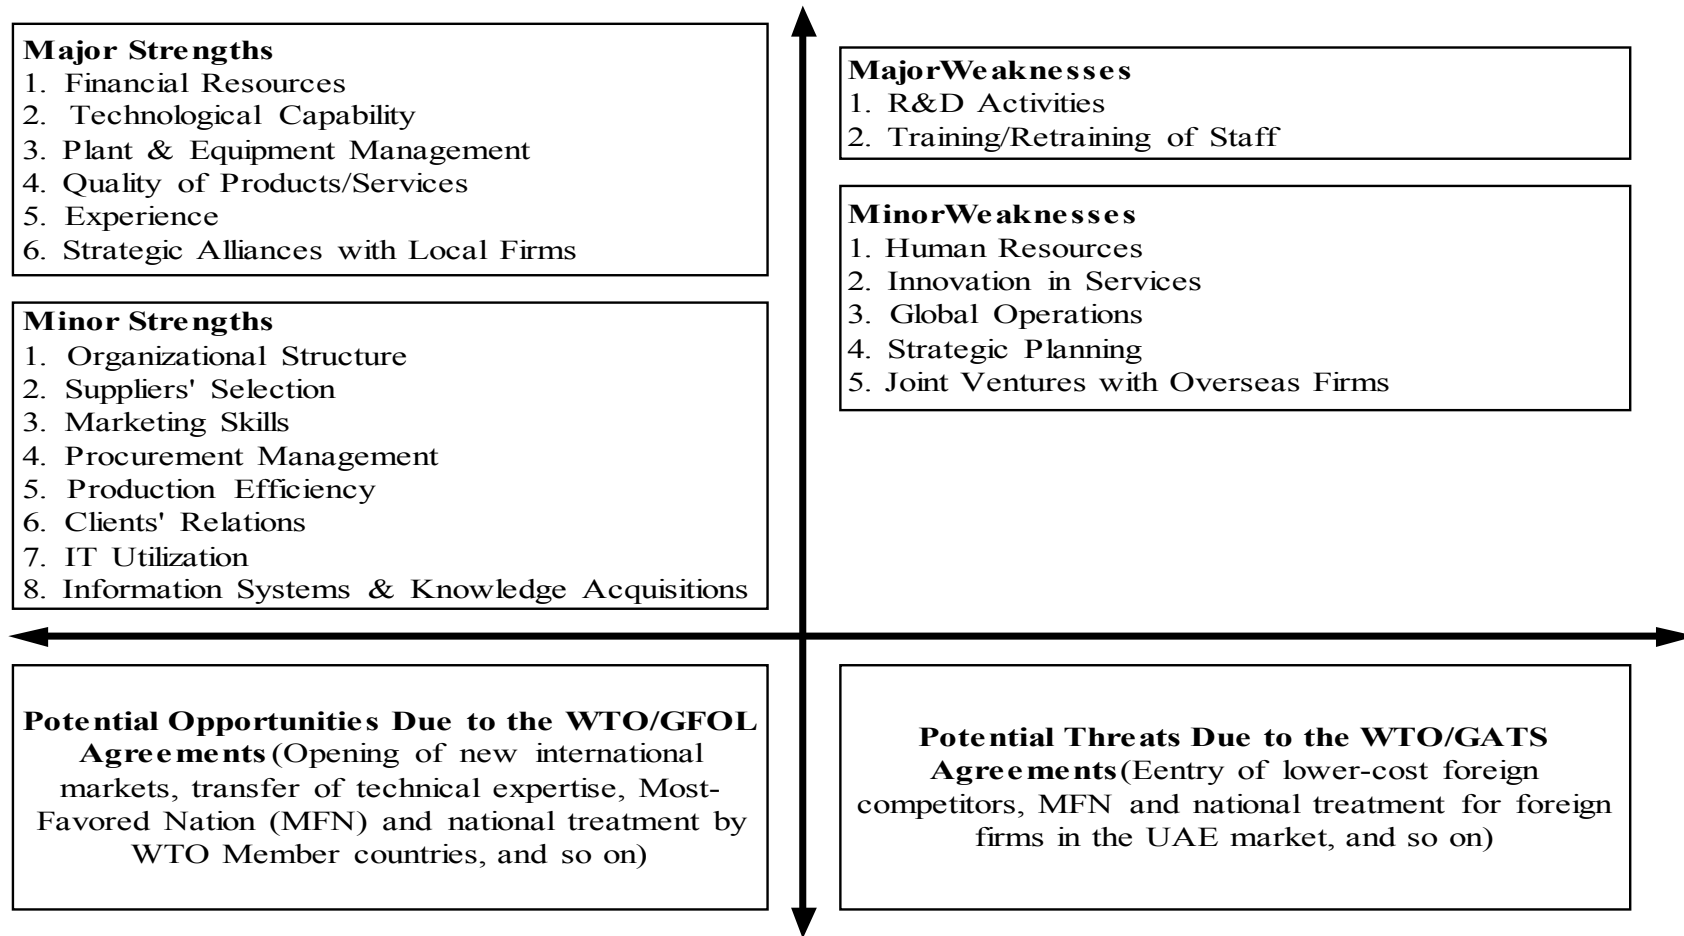 Major Strengths
1. Financial Resources
2. Technological Capability
3. Plant & Equipment Management
4. Quality of Products/Services
5. Experience
6. Strategic Alliances with Local Firms
Minor Strengths
1. Organizational Structure
2. Suppliers' Selection
3. Marketing Skills
4. Procurement Management
5. Production Efficiency
6. Clients' Relations
7. IT Utilization
8. Information Systems & Knowledge Acquisitions
MajorWeaknesses
1. R&D Activities
2. Training/Retraining of Staff
MinorWeaknesses
1. Human Resources
2. Innovation in Services
3. Global Operations
4. Strategic Planning
5. Joint Ventures with Overseas Firms
Potential Opportunities Due to the WTO/GFOL
Agreements (Opening of new international
markets, transfer of technical expertise, Most-
Favored Nation (MFN) and national treatment by
WTO Member countries, and so on)
Potential Threats Due to the WTO/GATS
Agreements (Eentry of lower-cost foreign
competitors, MFN and national treatment for foreign
firms in the UAE market, and so on)